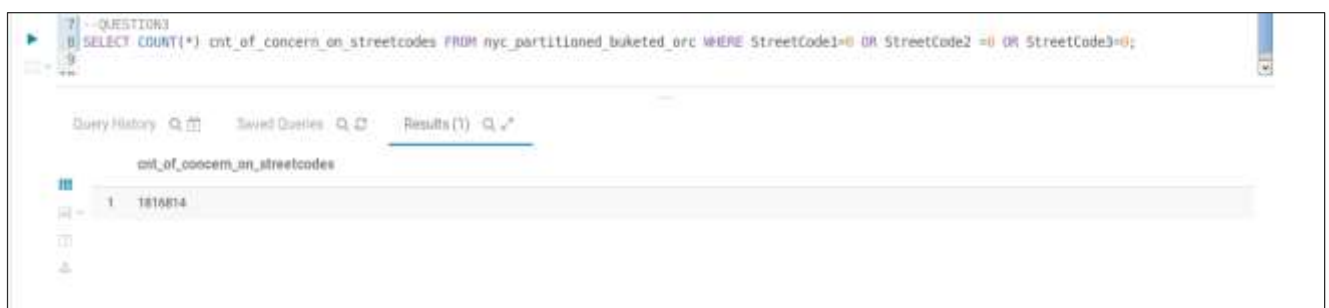 7 --QUESTION3
8 SELECT COUNT(*) cnt_of_concern_on_streetcodes FROM nyc_partitioned_buketed_orc WHERE StreetCode1=0 OR StreetCode2 =0 OR StreetCode3=0;
9
Query History Saved Queries Results (1)
cnt_of_concern_on_streetcodes
1 1816814